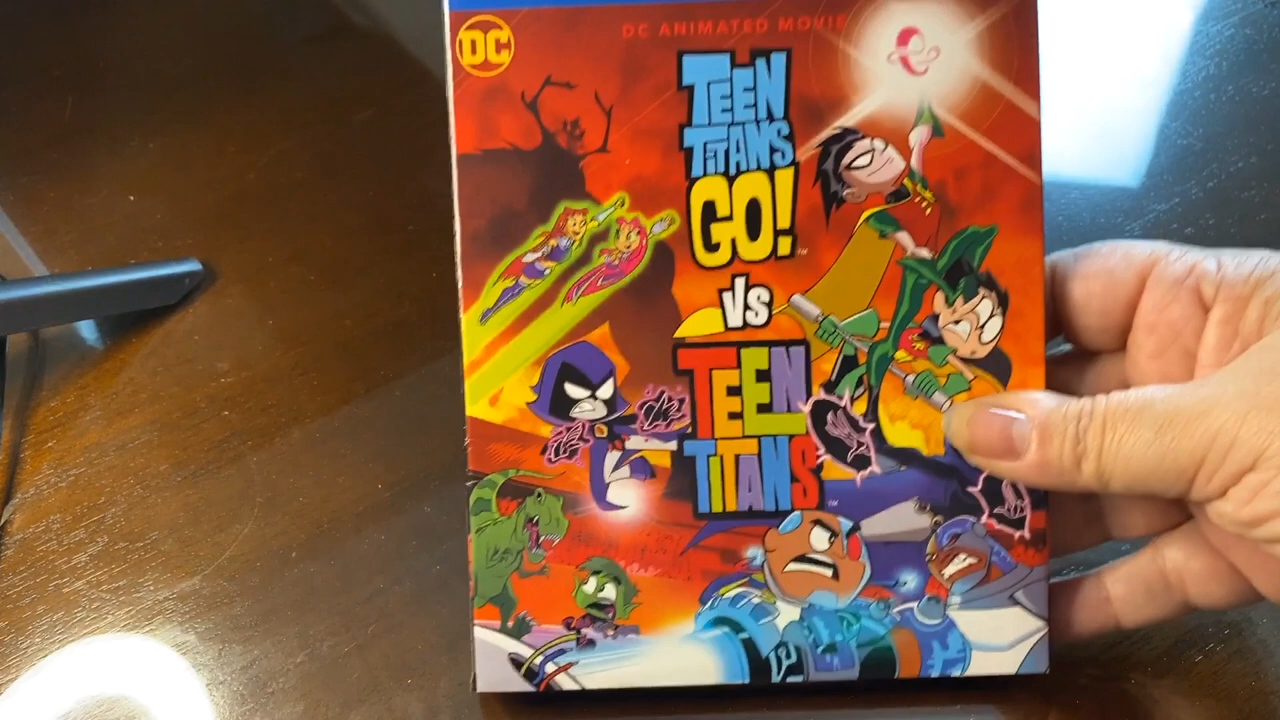 DC
DC ANIMATED MOVIE
TEEN
TITANS
GO!
vs
TEEN
TITANS